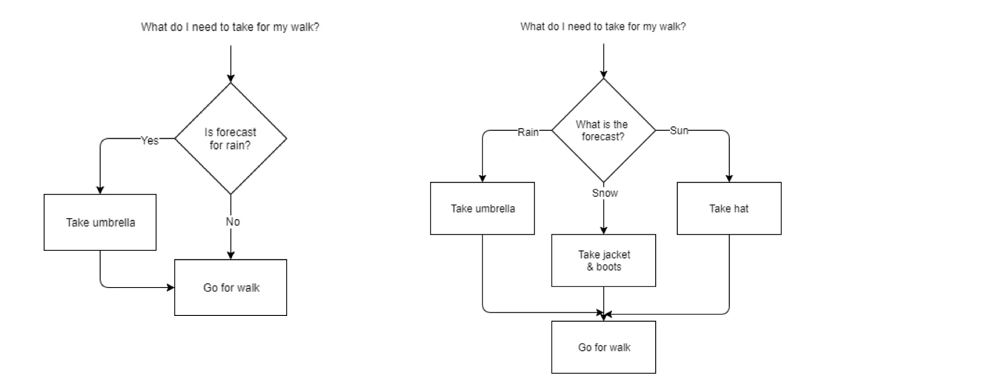 What do I need to take for my walk?
Is forecast
for rain?
Yes
Take umbrella
No
Go for walk
What do I need to take for my walk?
What is the
forecast?
Rain
Sun
Snow
Take umbrella
Take hat
Take jacket
& boots
Go for walk